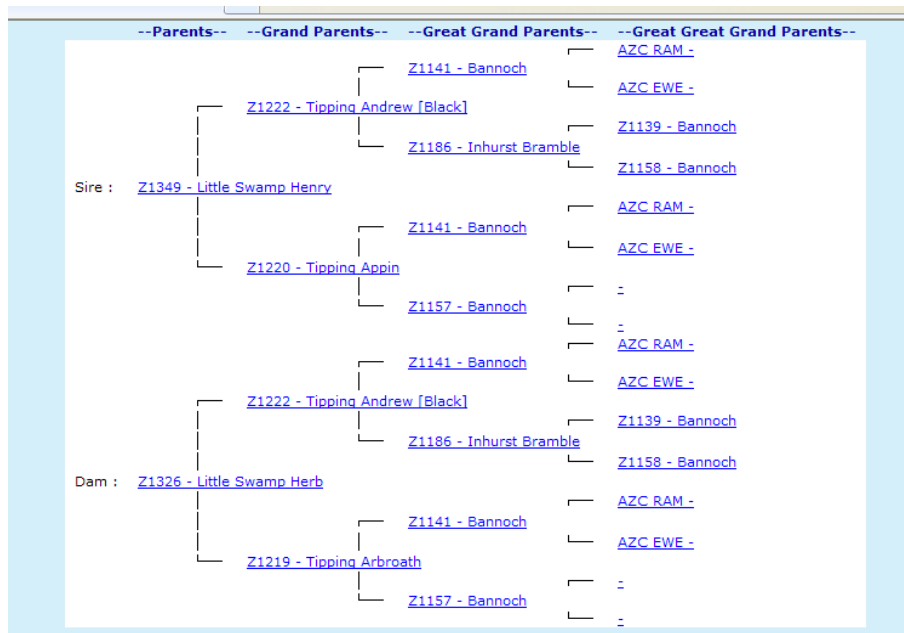 --Parents-- --Grand Parents-- --Great Grand Parents-- --Great Great Grand Parents--
AZC RAM -
Z1141 - Bannoch
AZC EWE -
Z1222 - Tipping Andrew [Black]
Z1139 - Bannoch
Z1186 - Inhurst Bramble
Z1158 - Bannoch
Sire : Z1349 - Little Swamp Henry
AZC RAM -
Z1141 - Bannoch
AZC EWE -
Z1220 - Tipping Appin
-
Z1157 - Bannoch
-
AZC RAM -
Z1141 - Bannoch
AZC EWE -
Z1222 - Tipping Andrew [Black]
Z1139 - Bannoch
Z1186 - Inhurst Bramble
Z1158 - Bannoch
Dam : Z1326 - Little Swamp Herb
AZC RAM -
Z1141 - Bannoch
AZC EWE -
Z1219 - Tipping Arbroath
-
Z1157 - Bannoch
-